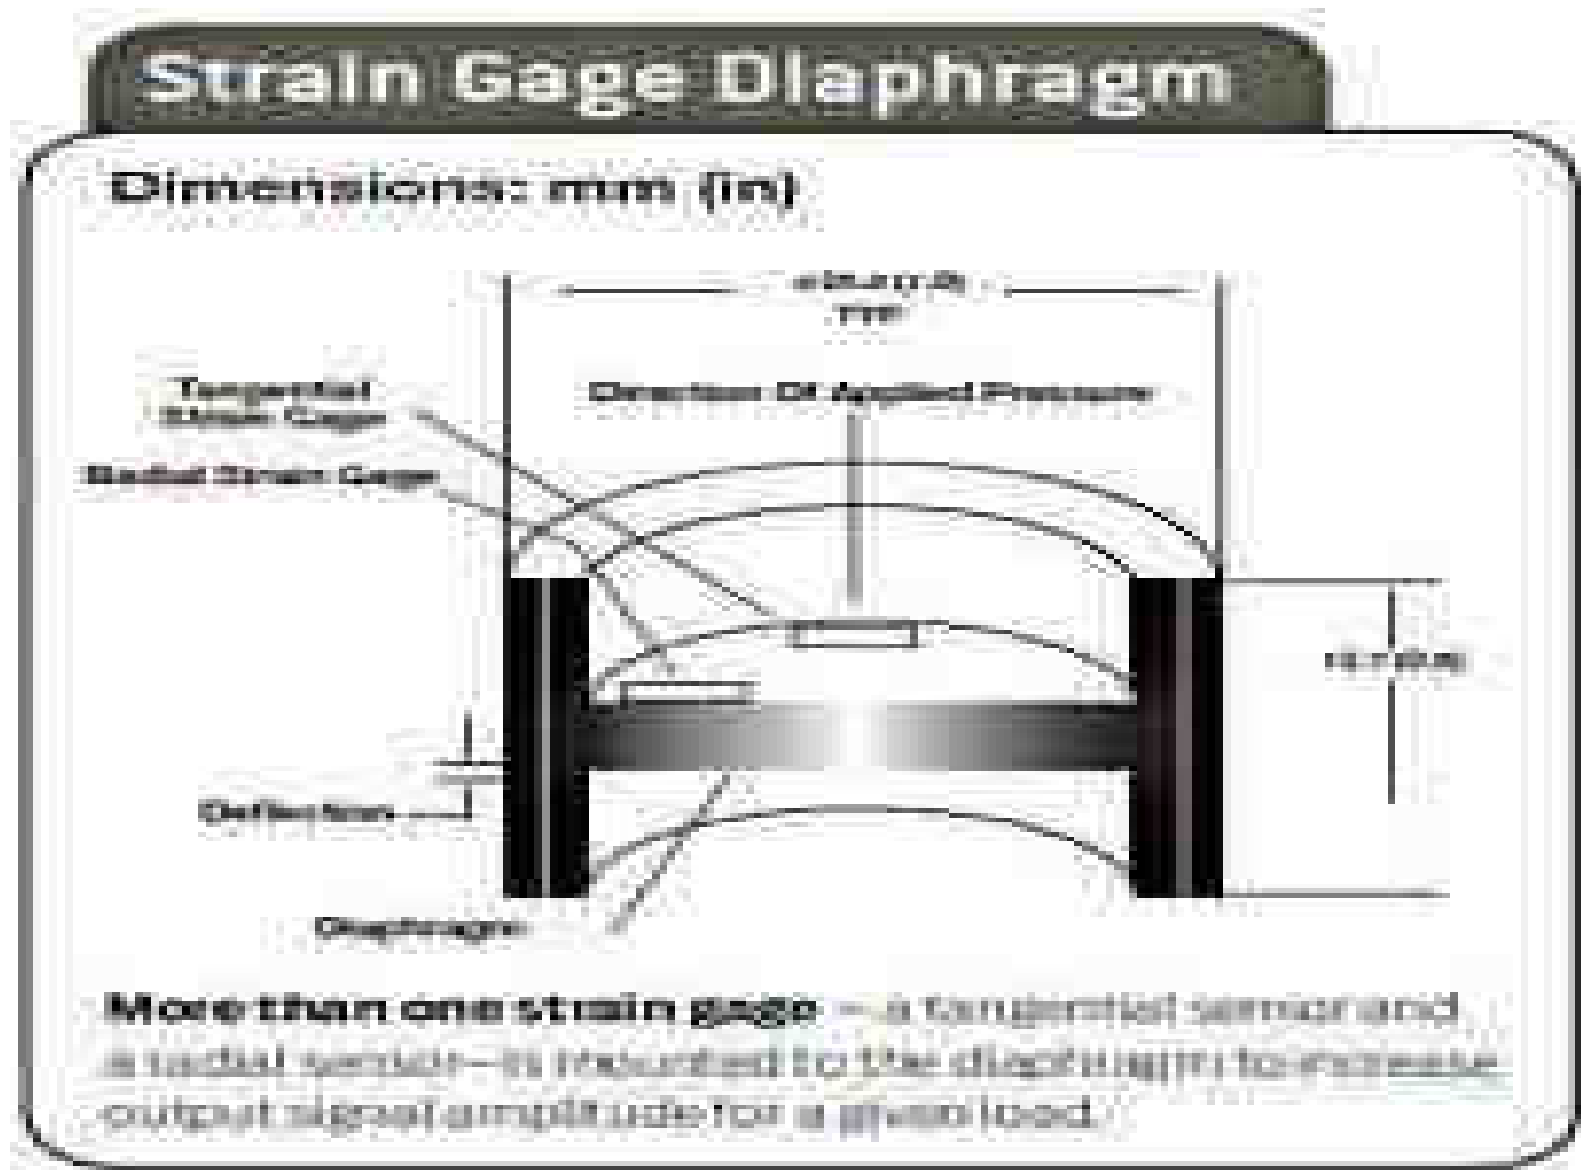 Strain Gage Diaphragm
Dimensions: mm (in)
TYP
Tangential
Strain Gage
Direction Of Applied Pressure
Radial Strain Gage
Deflection
Diaphragm
More than one strain gage – a tangential sensor and
a radial sensor–is mounted to the diaphragm to increase
output signal amplitude for a given load.